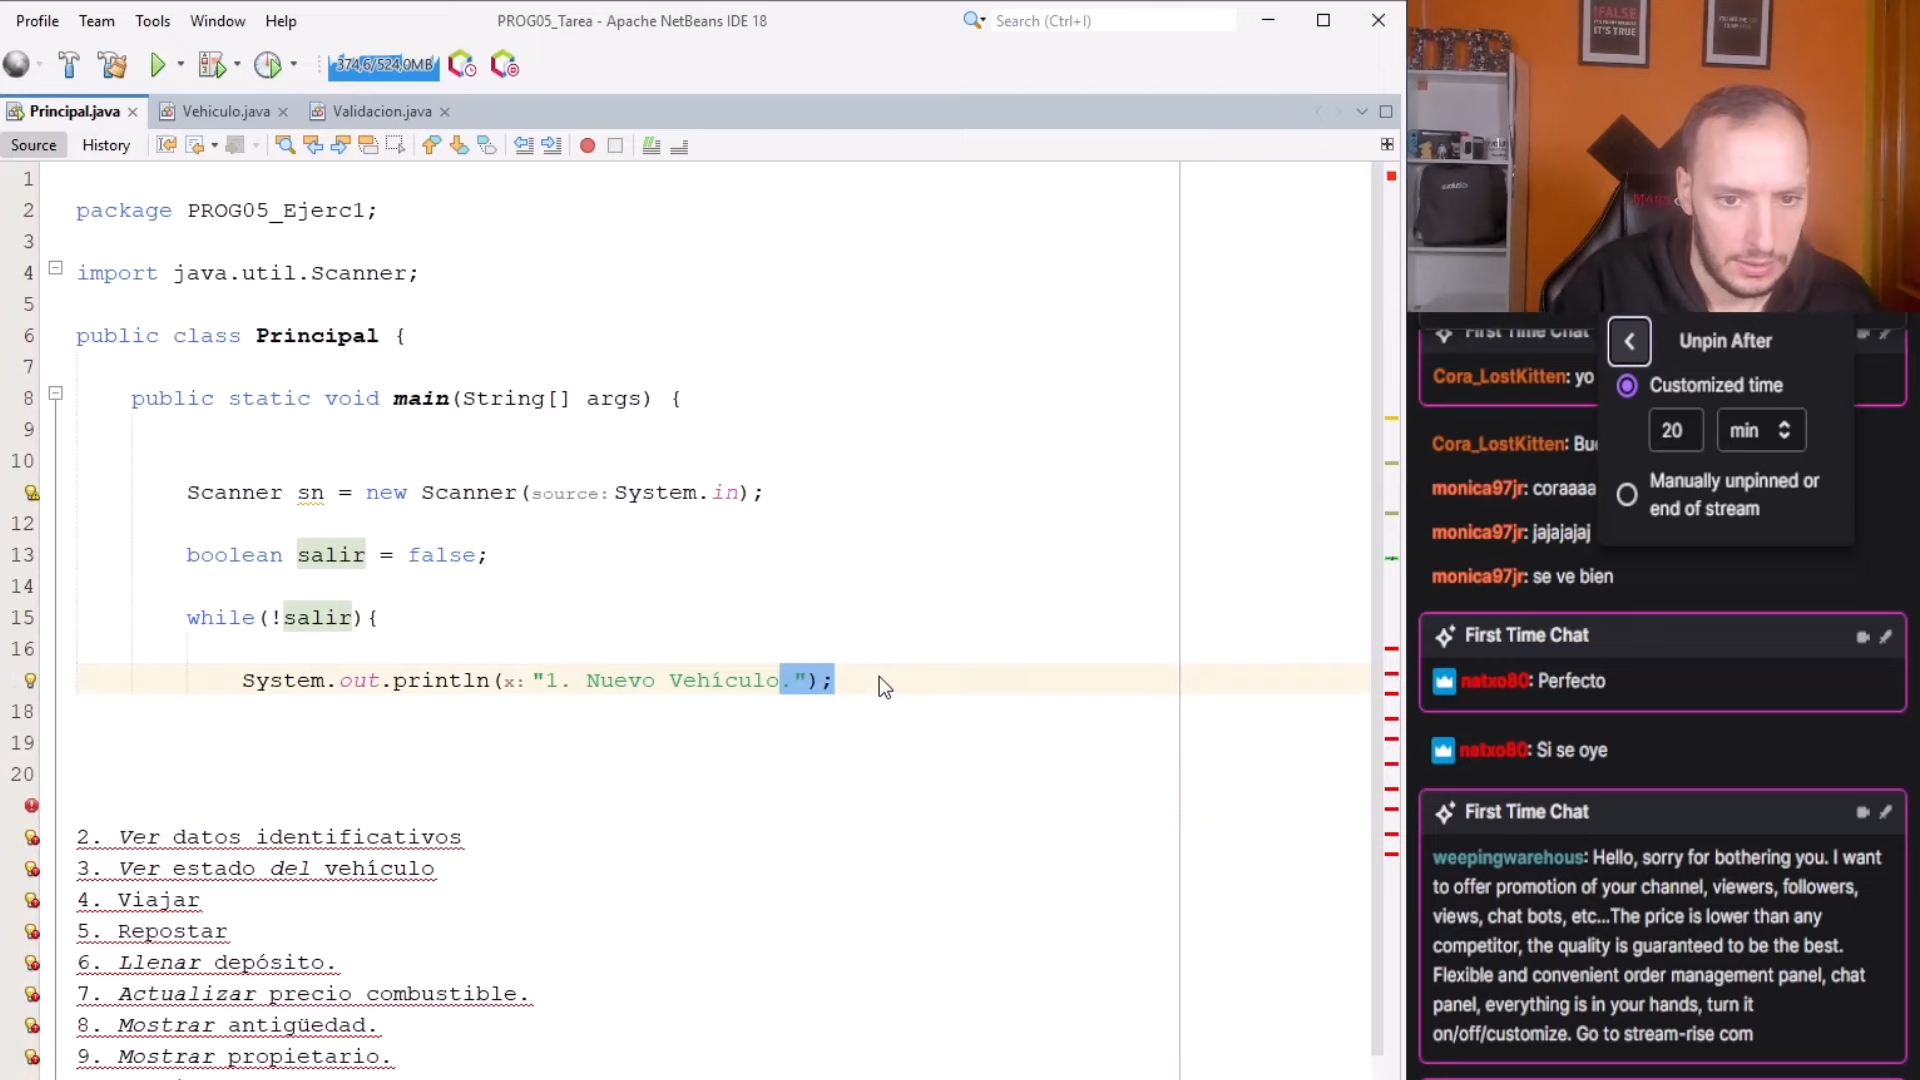 Profile Team Tools Window Help
PROG05_Tarea - Apache NetBeans IDE 18
Search (Ctrl+I)
374,6/524,0MB
Principal.java
Vehiculo.java
Validacion.java
Source
History
1
2 package PROG05_Ejerc1;
3
4 import java.util.Scanner;
5
6 public class Principal {
7
8 public static void main(String[] args) {
9
10
Scanner sn = new Scanner(source:System.in);
12
13 boolean salir = false;
14
15 while(!salir){
16
System.out.println(x: "1. Nuevo Vehículo.");
18
19
20
2. Ver datos identificativos
3. Ver estado del vehículo
4. Viajar
5. Repostar
6. Llenar depósito.
7. Actualizar precio combustible.
8. Mostrar antigüedad.
9. Mostrar propietario.
!FALSE
IT'S TRUE
First Time Chat
Cora_LostKitten: yo
Unpin After
Customized time
20 min
Manually unpinned or
end of stream
Cora_LostKitten: Bu
monica97jr: coraaaa
monica97jr: jajajajaj
monica97jr: se ve bien
First Time Chat
natxo80: Perfecto
natxo80: Si se oye
First Time Chat
weepingwarehous: Hello, sorry for bothering you. I want
to offer promotion of your channel, viewers, followers,
views, chat bots, etc...The price is lower than any
competitor, the quality is guaranteed to be the best.
Flexible and convenient order management panel, chat
panel, everything is in your hands, turn it
on/off/customize. Go to stream-rise com